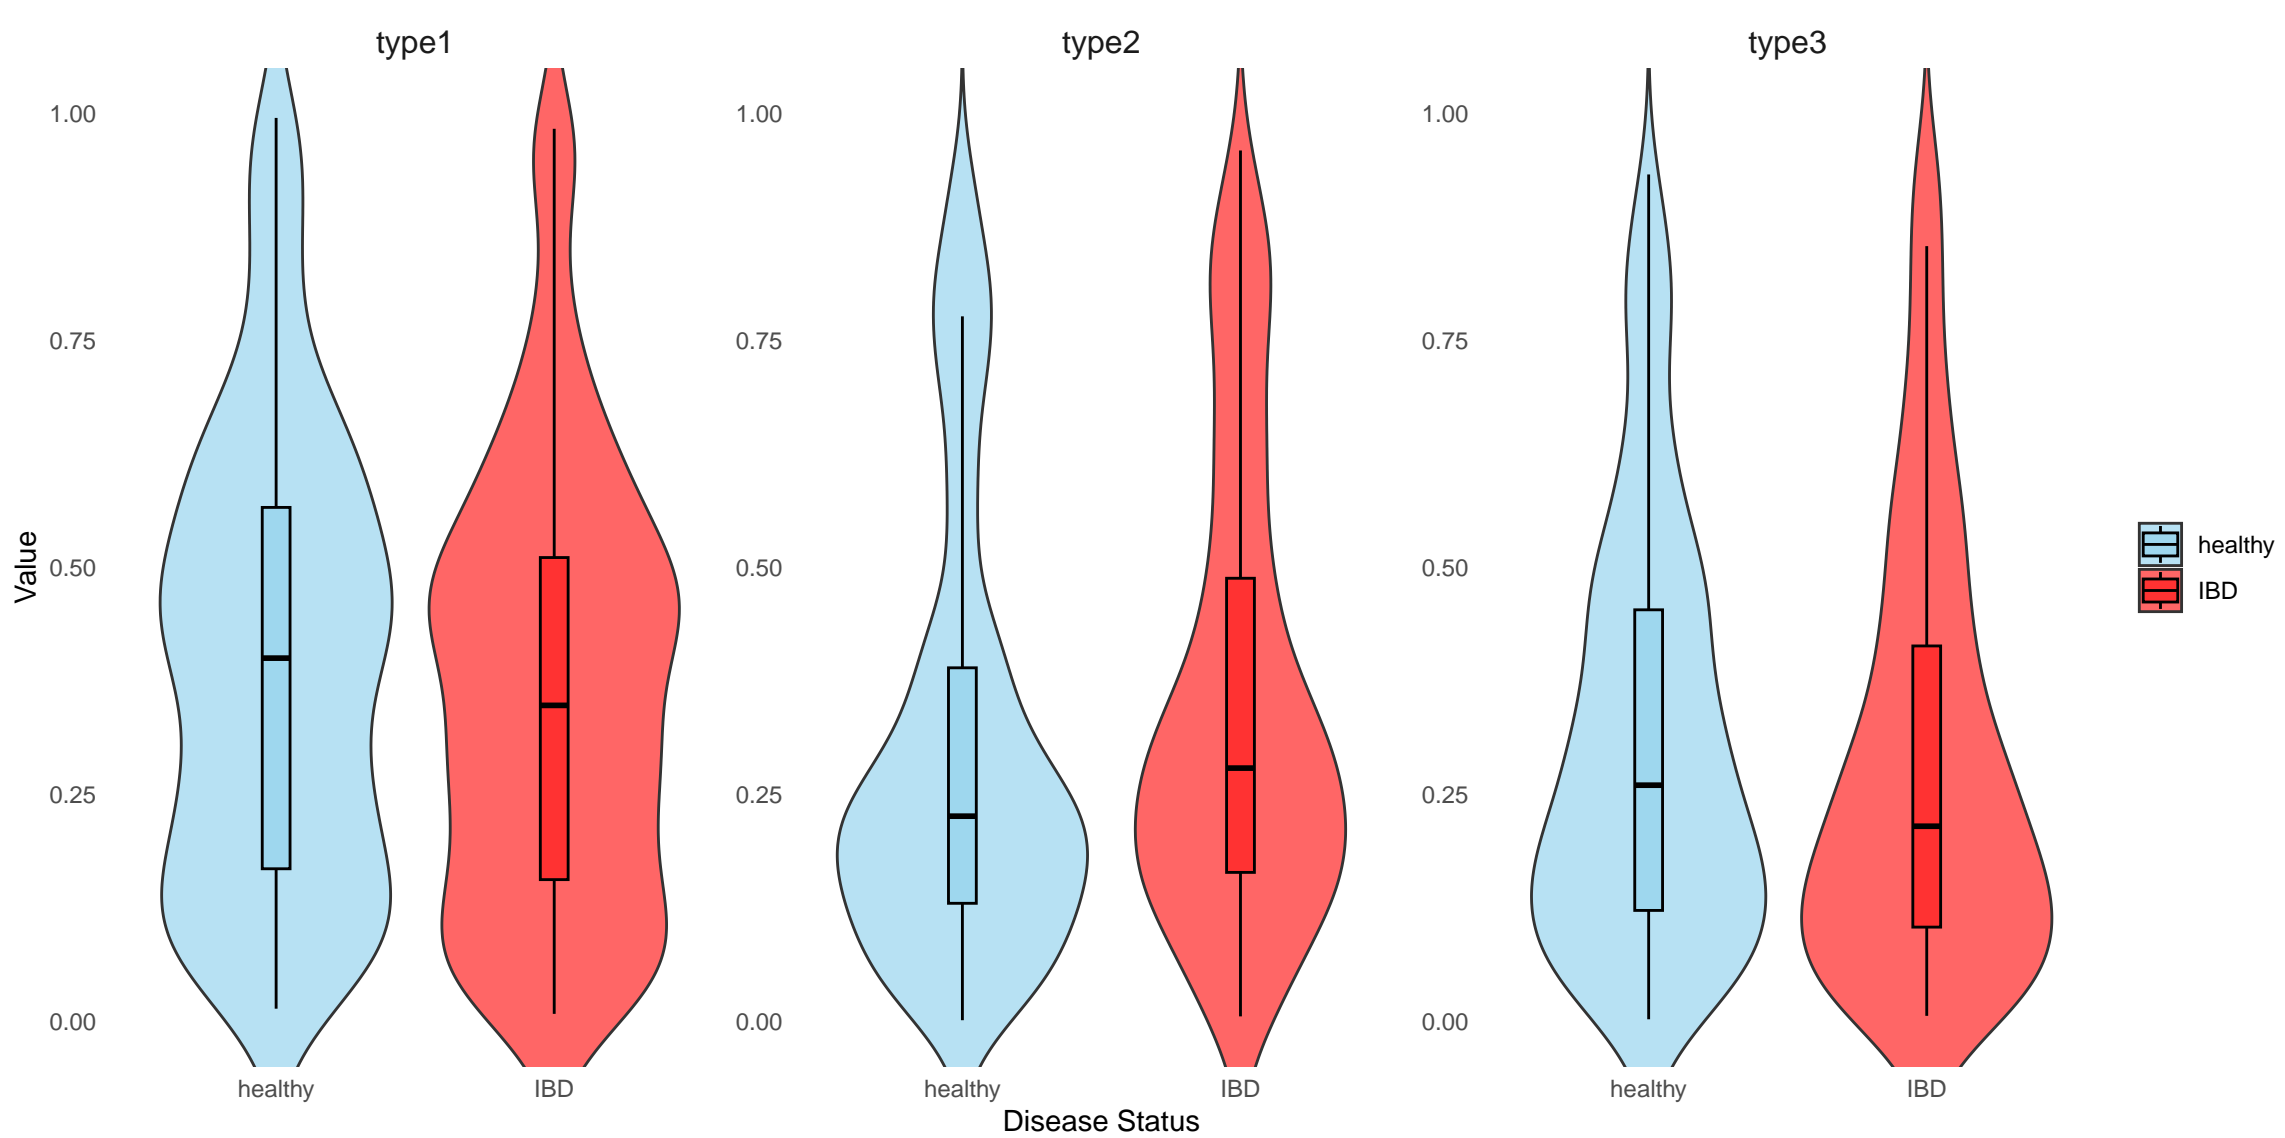 type1 type2 type3
1.00 1.00 1.00
0.75 0.75 0.75
0.50 0.50 0.50
0.25 0.25 0.25
0.00 0.00 0.00
Value
healthy IBD healthy IBD healthy IBD
Disease Status
healthy
IBD